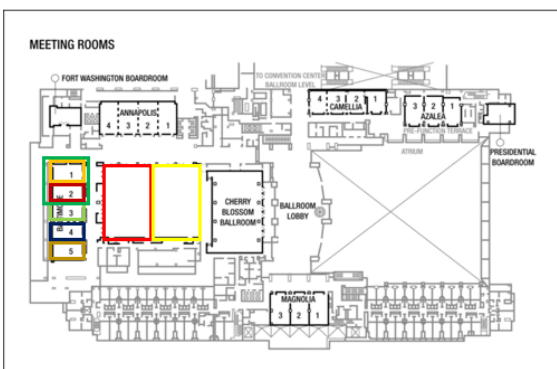 MEETING ROOMS
FORT WASHINGTON BOARDROOM
TO CONVENTION CENTER
BALLROOM LEVEL
ANNAPOLIS
4 3 2 1
4 3 2 1
CAMELLIA
3 2 1
AZALEA
PRE-FUNCTION TERRACE
PRESIDENTIAL
BOARDROOM
ATRIUM
1
2
3
4
5
CHERRY
BLOSSOM
BALLROOM
BALLROOM
LOBBY
MAGNOLIA
3 2 1